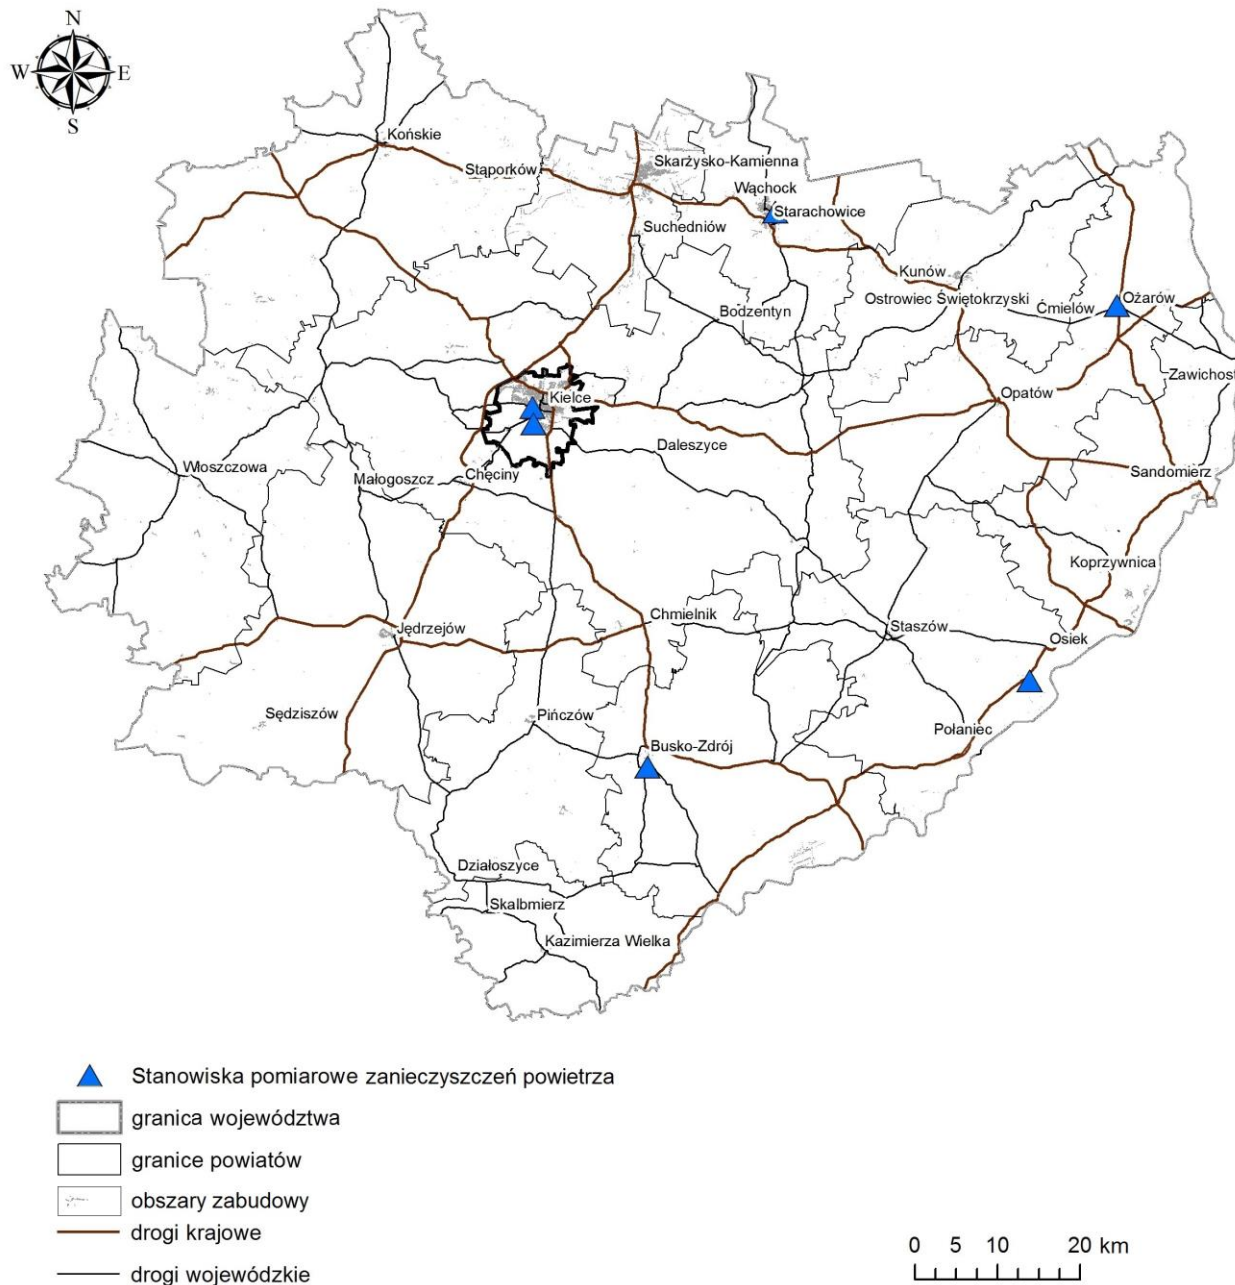 N
W E
S
Końskie
Stąporków
Skarżysko-Kamienna
Wąchock
Starachowice
Suchedniów
Kunów
Ostrowiec Świętokrzyski
Ćmielów
Ożarów
Bodzentyn
Zawichost
Opatów
Kielce
Daleszyce
Sandomierz
Włoszczowa
Małogoszcz
Chęciny
Koprzywnica
Chmielnik
Staszów
Jędrzejów
Osiek
Sędziszów
Pińczów
Połaniec
Busko-Zdrój
Działoszyce
Skalbmierz
Kazimierza Wielka
Stanowiska pomiarowe zanieczyszczeń powietrza
granica województwa
granice powiatów
obszary zabudowy
drogi krajowe
drogi wojewódzkie
0 5 10 20 km